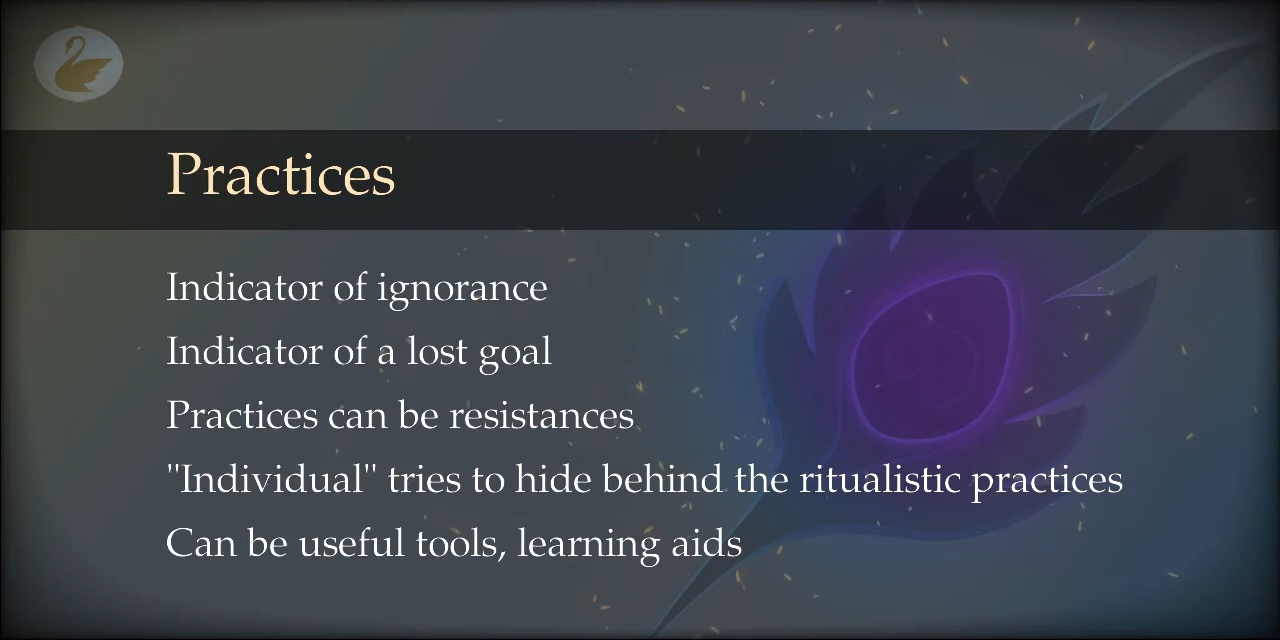 Practices
Indicator of ignorance
Indicator of a lost goal
Practices can be resistances
"Individual" tries to hide behind the ritualistic practices
Can be useful tools, learning aids